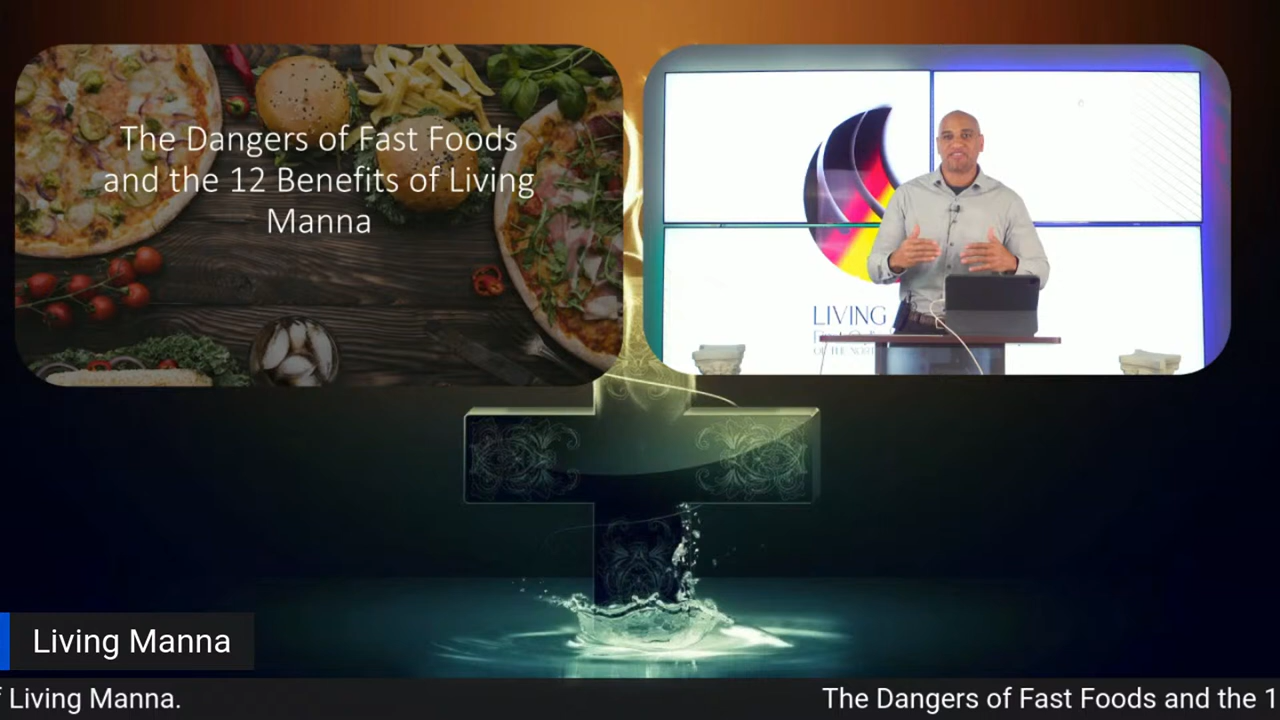 The Dangers of Fast Foods
and the 12 Benefits of Living
Manna
LIVING
Living Manna
Living Manna.
The Dangers of Fast Foods and the 1